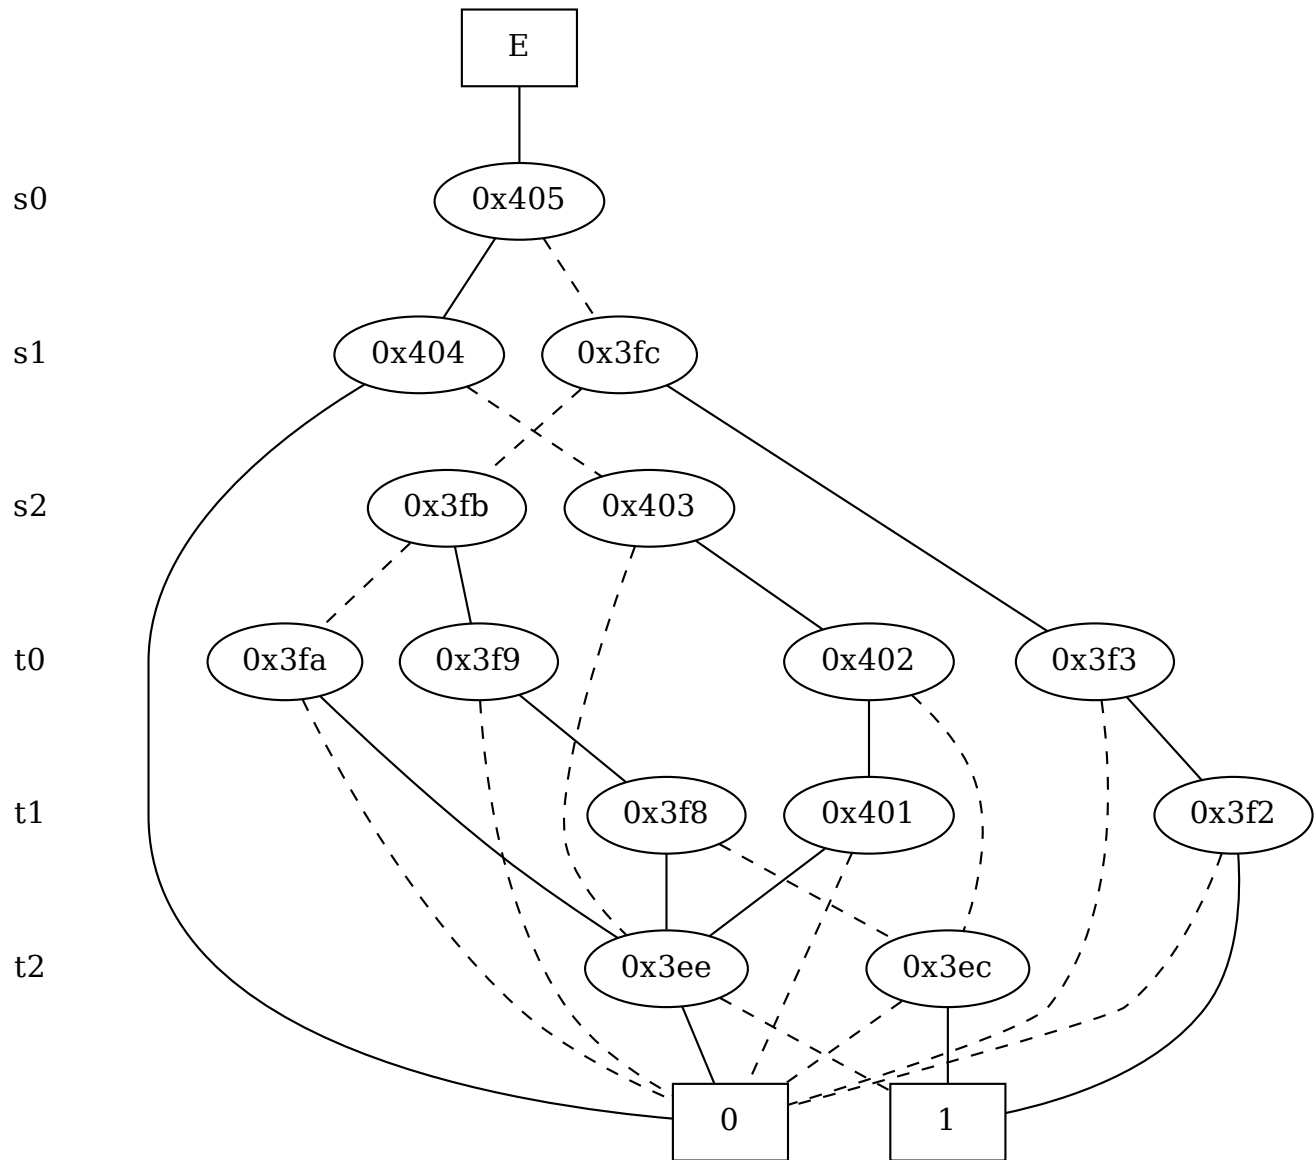 E
s0 0x405
s1 0x404 0x3fc
s2 0x3fb 0x403
t0 0x3fa 0x3f9 0x402 0x3f3
t1 0x3f8 0x401 0x3f2
t2 0x3ee 0x3ec
0 1